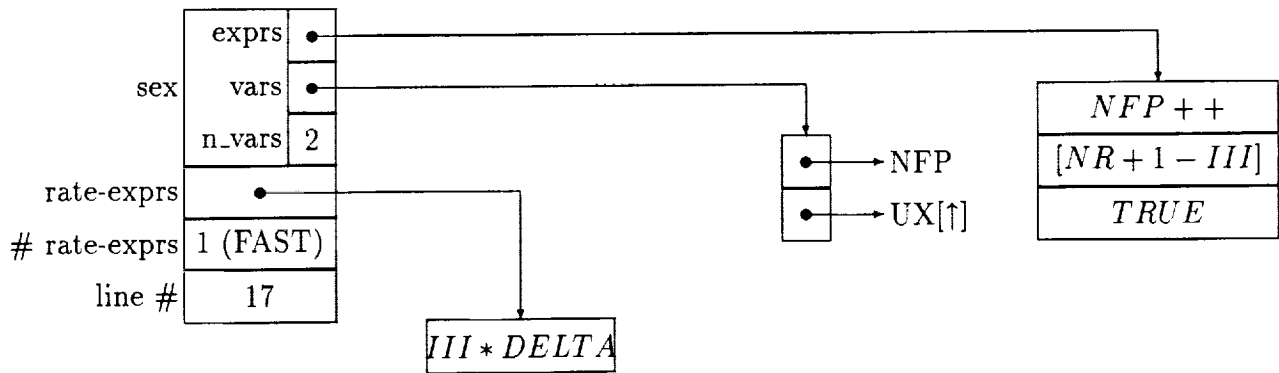 exprs
sex vars
n_vars 2
rate-exprs
# rate-exprs 1 (FAST)
line # 17
III * DELTA
NFP
UX[↑]
NFP + +
[NR + 1 − III]
TRUE